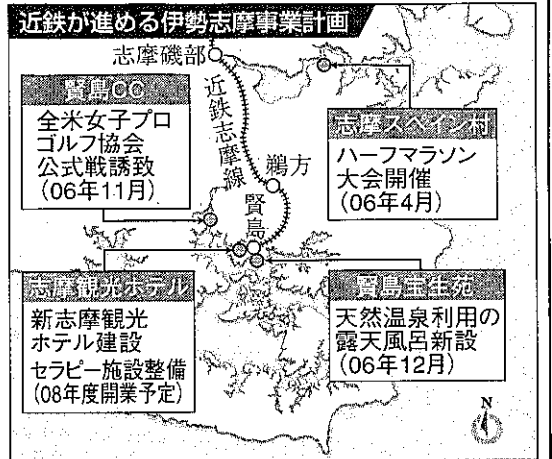 近鉄が進める伊勢志摩事業計画
志摩磯部
近鉄志摩線
鵜方
賢島
賢島CC
全米女子プロ
ゴルフ協会
公式戦誘致
(06年11月)
志摩スペイン村
ハーフマラソン
大会開催
(06年4月)
志摩観光ホテル
新志摩観光
ホテル建設
セラピー施設整備
(08年度開業予定)
賢島宝生苑
天然温泉利用の
露天風呂新設
(06年12月)
N